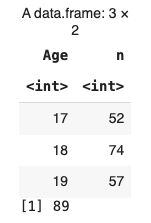 A data.frame: 3 ×
2
Age n
<int> <int>
17 52
18 74
19 57
[1] 89